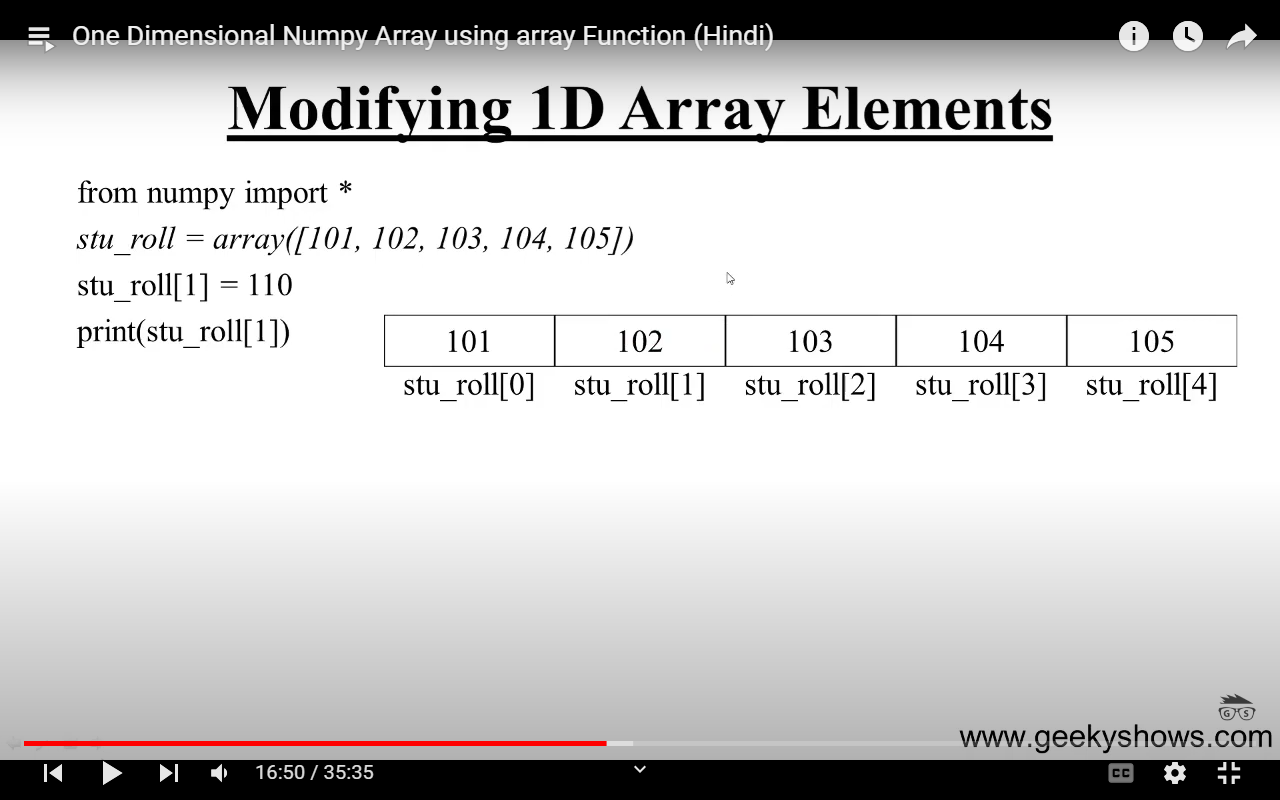 One Dimensional Numpy Array using array Function (Hindi)
Modifying 1D Array Elements
from numpy import *
stu_roll = array([101, 102, 103, 104, 105])
stu_roll[1] = 110
print(stu_roll[1])
101 102 103 104 105
stu_roll[0] stu_roll[1] stu_roll[2] stu_roll[3] stu_roll[4]
GS
www.geekyshows.com
16:50 / 35:35
CC